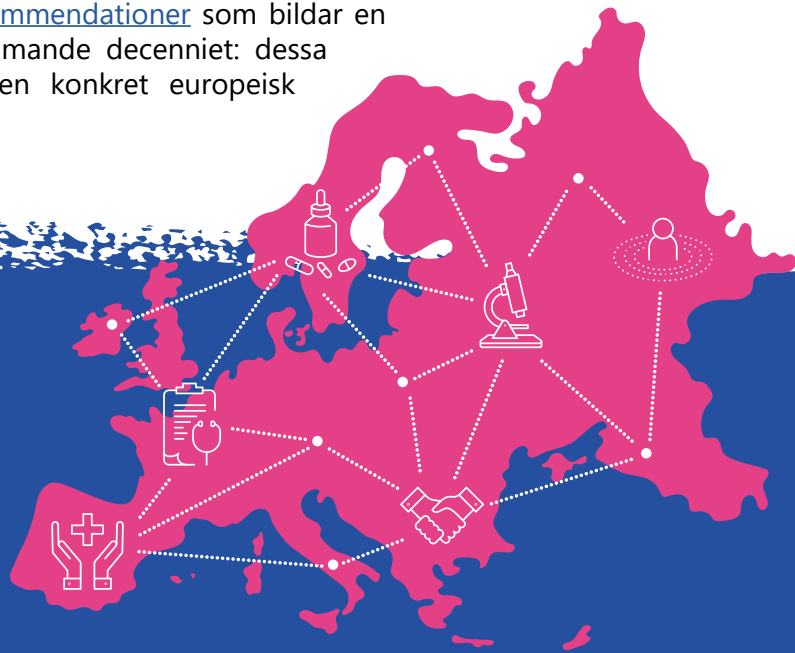 mmendationer som bildar en
mande decenniet: dessa
en konkret europeisk